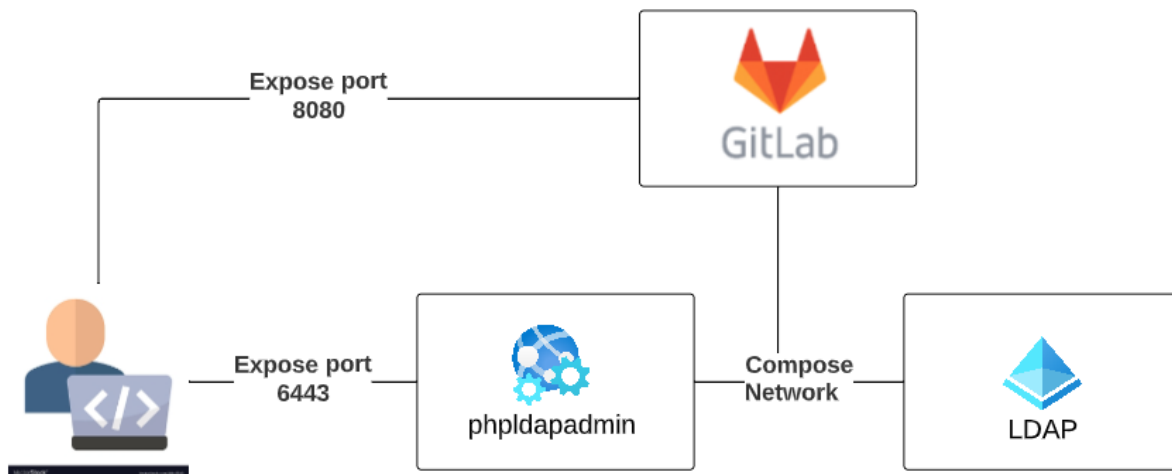 Expose port
8080
GitLab
</>
Expose port
6443
phpldapadmin
Compose
Network
LDAP